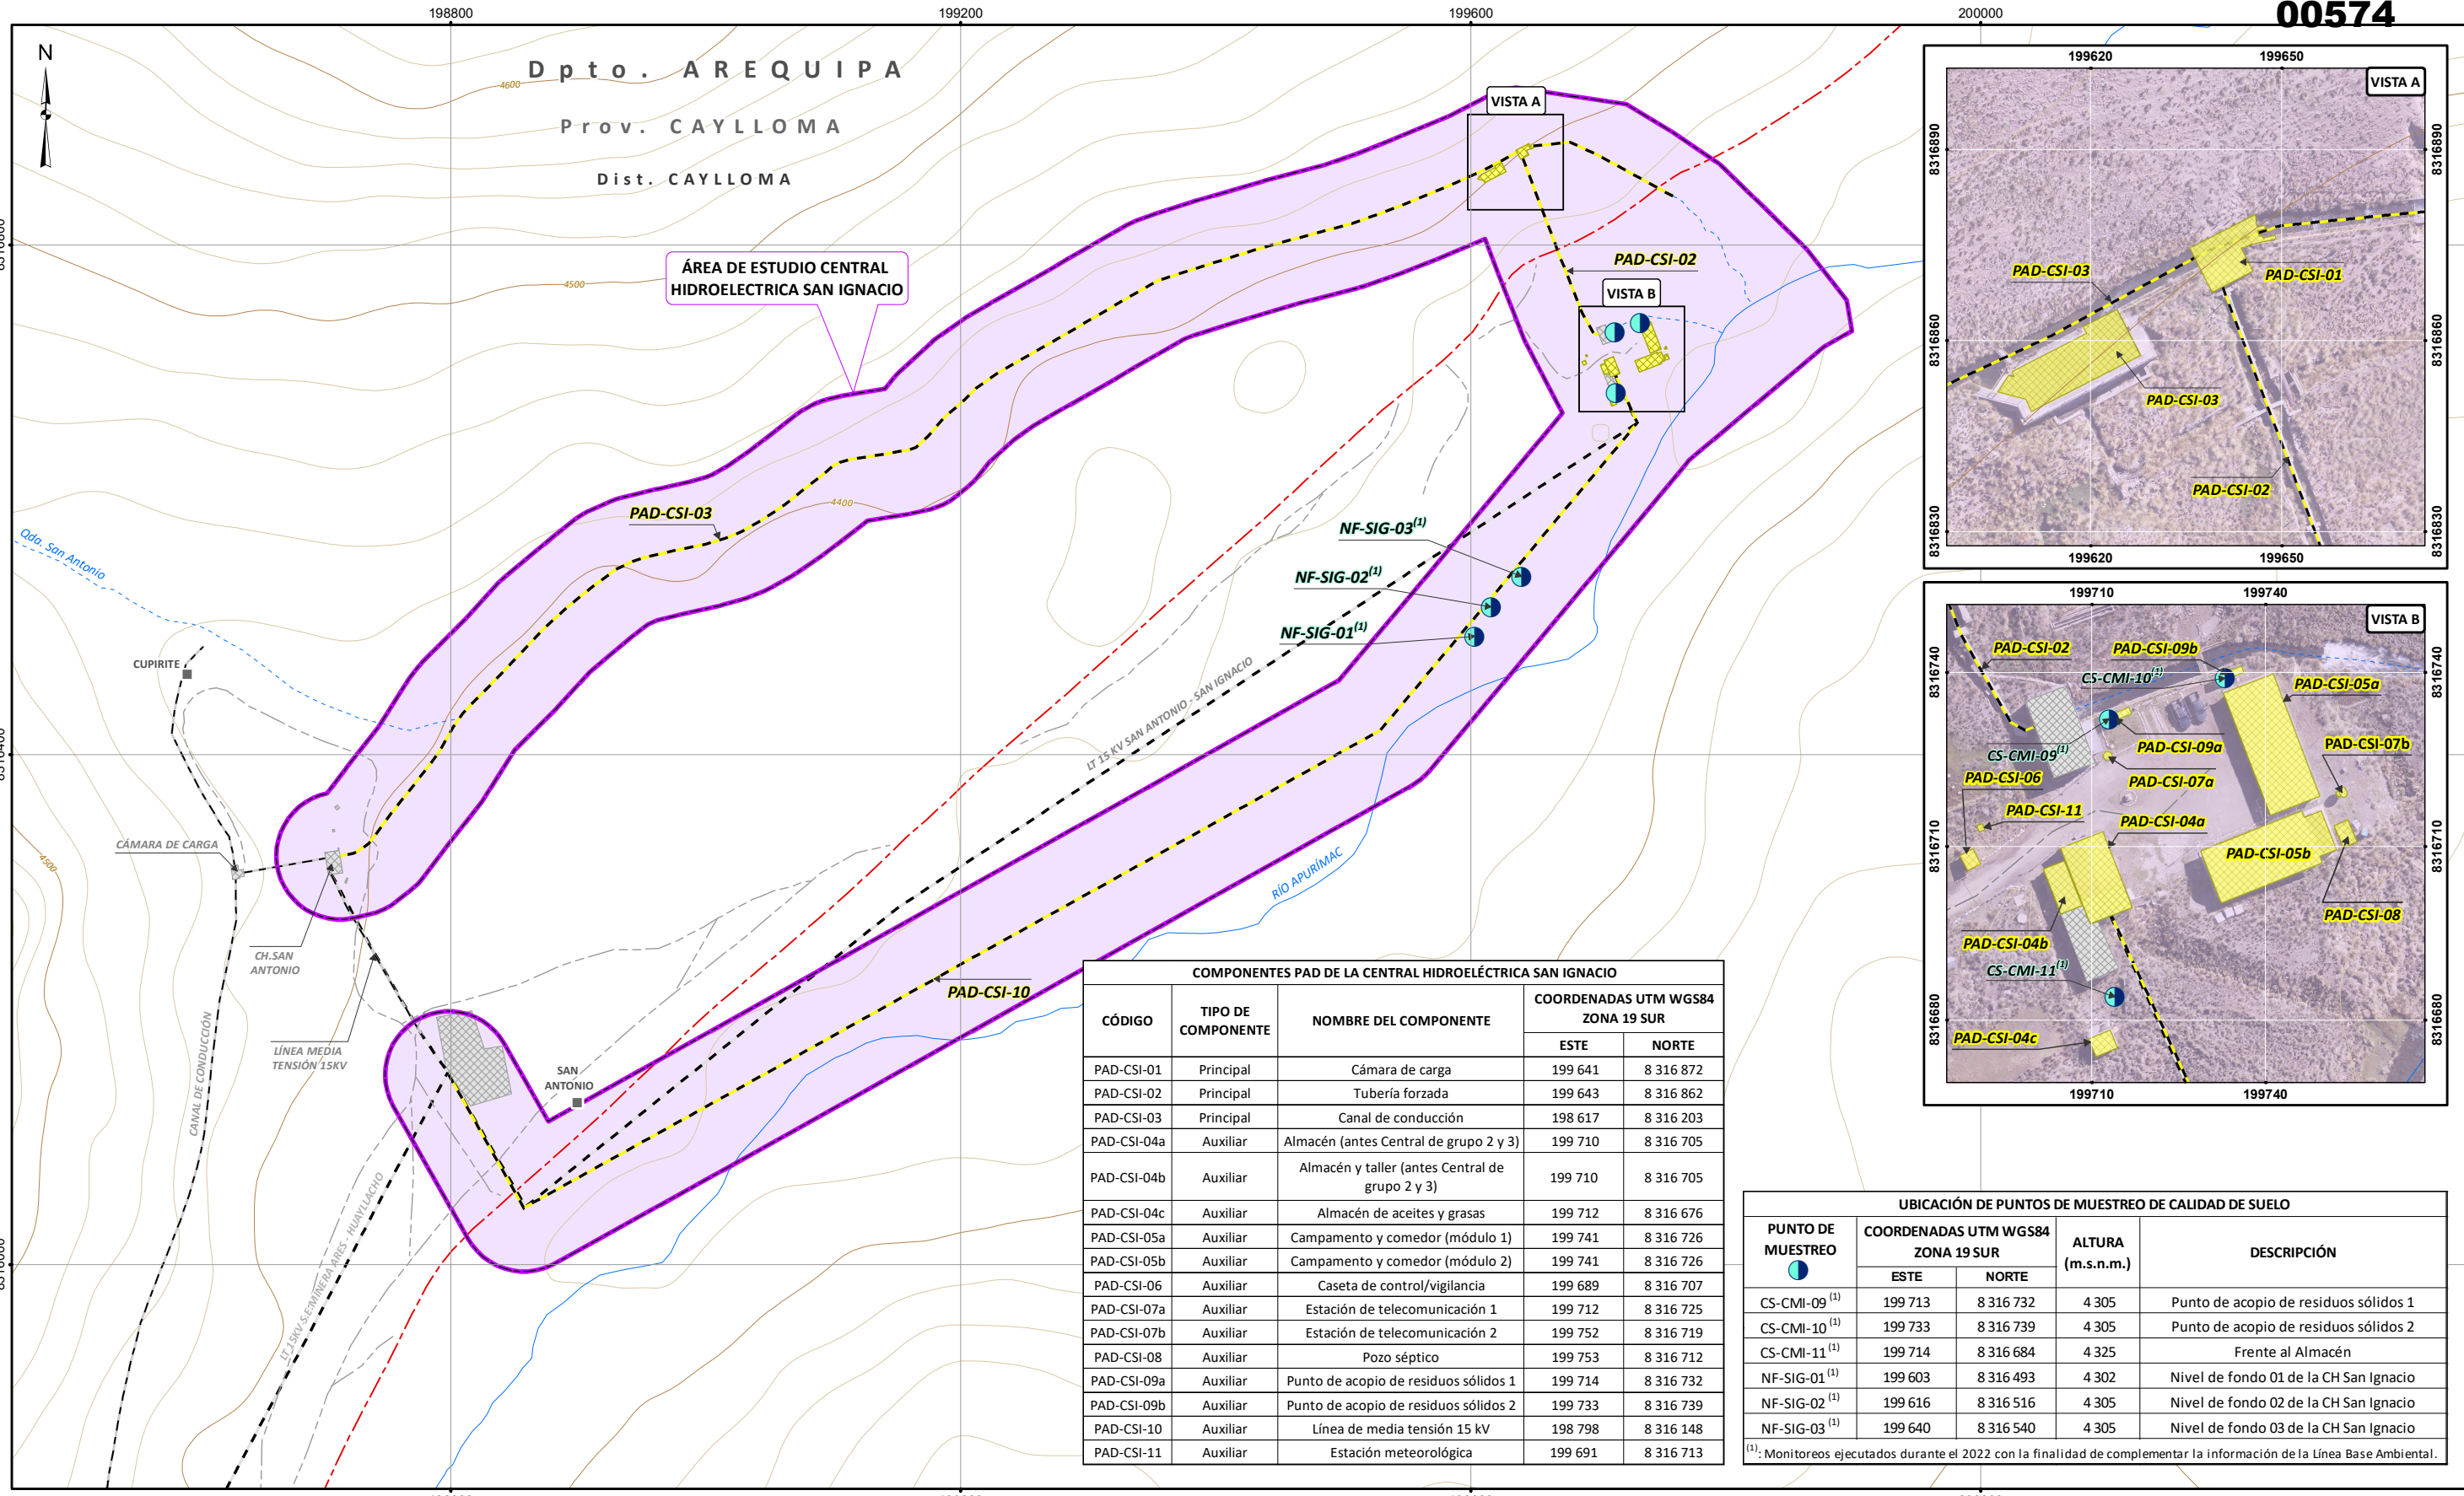 00574
198800
199200
199600
200000
N
Dpto. AREQUIPA
Prov. CAYLLOMA
Dist. CAYLLOMA
4600
4500
4400
4500
ÁREA DE ESTUDIO CENTRAL
HIDROELECTRICA SAN IGNACIO
VISTA A
VISTA B
PAD-CSI-02
PAD-CSI-03
NF-SIG-03(1)
NF-SIG-02(1)
NF-SIG-01(1)
Qda. San Antonio
CUPIRITE
CÁMARA DE CARGA
CH.SAN
ANTONIO
LÍNEA MEDIA
TENSIÓN 15KV
CANAL DE CONDUCCIÓN
LT 15KV S.E.MINERA ARES - HUAYLLACHO
LT 15 KV SAN ANTONIO - SAN IGNACIO
SAN
ANTONIO
RÍO APURÍMAC
PAD-CSI-10
199620
199650
VISTA A
8316890
8316890
PAD-CSI-03
PAD-CSI-01
8316860
8316860
PAD-CSI-03
PAD-CSI-02
8316830
8316830
199620
199650
199710
199740
VISTA B
PAD-CSI-02
PAD-CSI-09b
8316740
8316740
CS-CMI-10(1)
PAD-CSI-05a
CS-CMI-09(1)
PAD-CSI-09a
PAD-CSI-07b
PAD-CSI-06
PAD-CSI-07a
PAD-CSI-11
PAD-CSI-04a
8316710
8316710
PAD-CSI-05b
PAD-CSI-08
PAD-CSI-04b
CS-CMI-11(1)
8316680
8316680
PAD-CSI-04c
199710
199740
COMPONENTES PAD DE LA CENTRAL HIDROELÉCTRICA SAN IGNACIO
CÓDIGO TIPO DE COMPONENTE NOMBRE DEL COMPONENTE COORDENADAS UTM WGS84 ZONA 19 SUR
ESTE NORTE
PAD-CSI-01 Principal Cámara de carga 199 641 8 316 872
PAD-CSI-02 Principal Tubería forzada 199 643 8 316 862
PAD-CSI-03 Principal Canal de conducción 198 617 8 316 203
PAD-CSI-04a Auxiliar Almacén (antes Central de grupo 2 y 3) 199 710 8 316 705
PAD-CSI-04b Auxiliar Almacén y taller (antes Central de grupo 2 y 3) 199 710 8 316 705
PAD-CSI-04c Auxiliar Almacén de aceites y grasas 199 712 8 316 676
PAD-CSI-05a Auxiliar Campamento y comedor (módulo 1) 199 741 8 316 726
PAD-CSI-05b Auxiliar Campamento y comedor (módulo 2) 199 741 8 316 726
PAD-CSI-06 Auxiliar Caseta de control/vigilancia 199 689 8 316 707
PAD-CSI-07a Auxiliar Estación de telecomunicación 1 199 712 8 316 725
PAD-CSI-07b Auxiliar Estación de telecomunicación 2 199 752 8 316 719
PAD-CSI-08 Auxiliar Pozo séptico 199 753 8 316 712
PAD-CSI-09a Auxiliar Punto de acopio de residuos sólidos 1 199 714 8 316 732
PAD-CSI-09b Auxiliar Punto de acopio de residuos sólidos 2 199 733 8 316 739
PAD-CSI-10 Auxiliar Línea de media tensión 15 kV 198 798 8 316 148
PAD-CSI-11 Auxiliar Estación meteorológica 199 691 8 316 713
UBICACIÓN DE PUNTOS DE MUESTREO DE CALIDAD DE SUELO
PUNTO DE MUESTREO COORDENADAS UTM WGS84 ZONA 19 SUR ALTURA (m.s.n.m.) DESCRIPCIÓN
ESTE NORTE
CS-CMI-09 (1) 199 713 8 316 732 4 305 Punto de acopio de residuos sólidos 1
CS-CMI-10 (1) 199 733 8 316 739 4 305 Punto de acopio de residuos sólidos 2
CS-CMI-11 (1) 199 714 8 316 684 4 325 Frente al Almacén
NF-SIG-01 (1) 199 603 8 316 493 4 302 Nivel de fondo 01 de la CH San Ignacio
NF-SIG-02 (1) 199 616 8 316 516 4 305 Nivel de fondo 02 de la CH San Ignacio
NF-SIG-03 (1) 199 640 8 316 540 4 305 Nivel de fondo 03 de la CH San Ignacio
(1): Monitoreos ejecutados durante el 2022 con la finalidad de complementar la información de la Línea Base Ambiental.